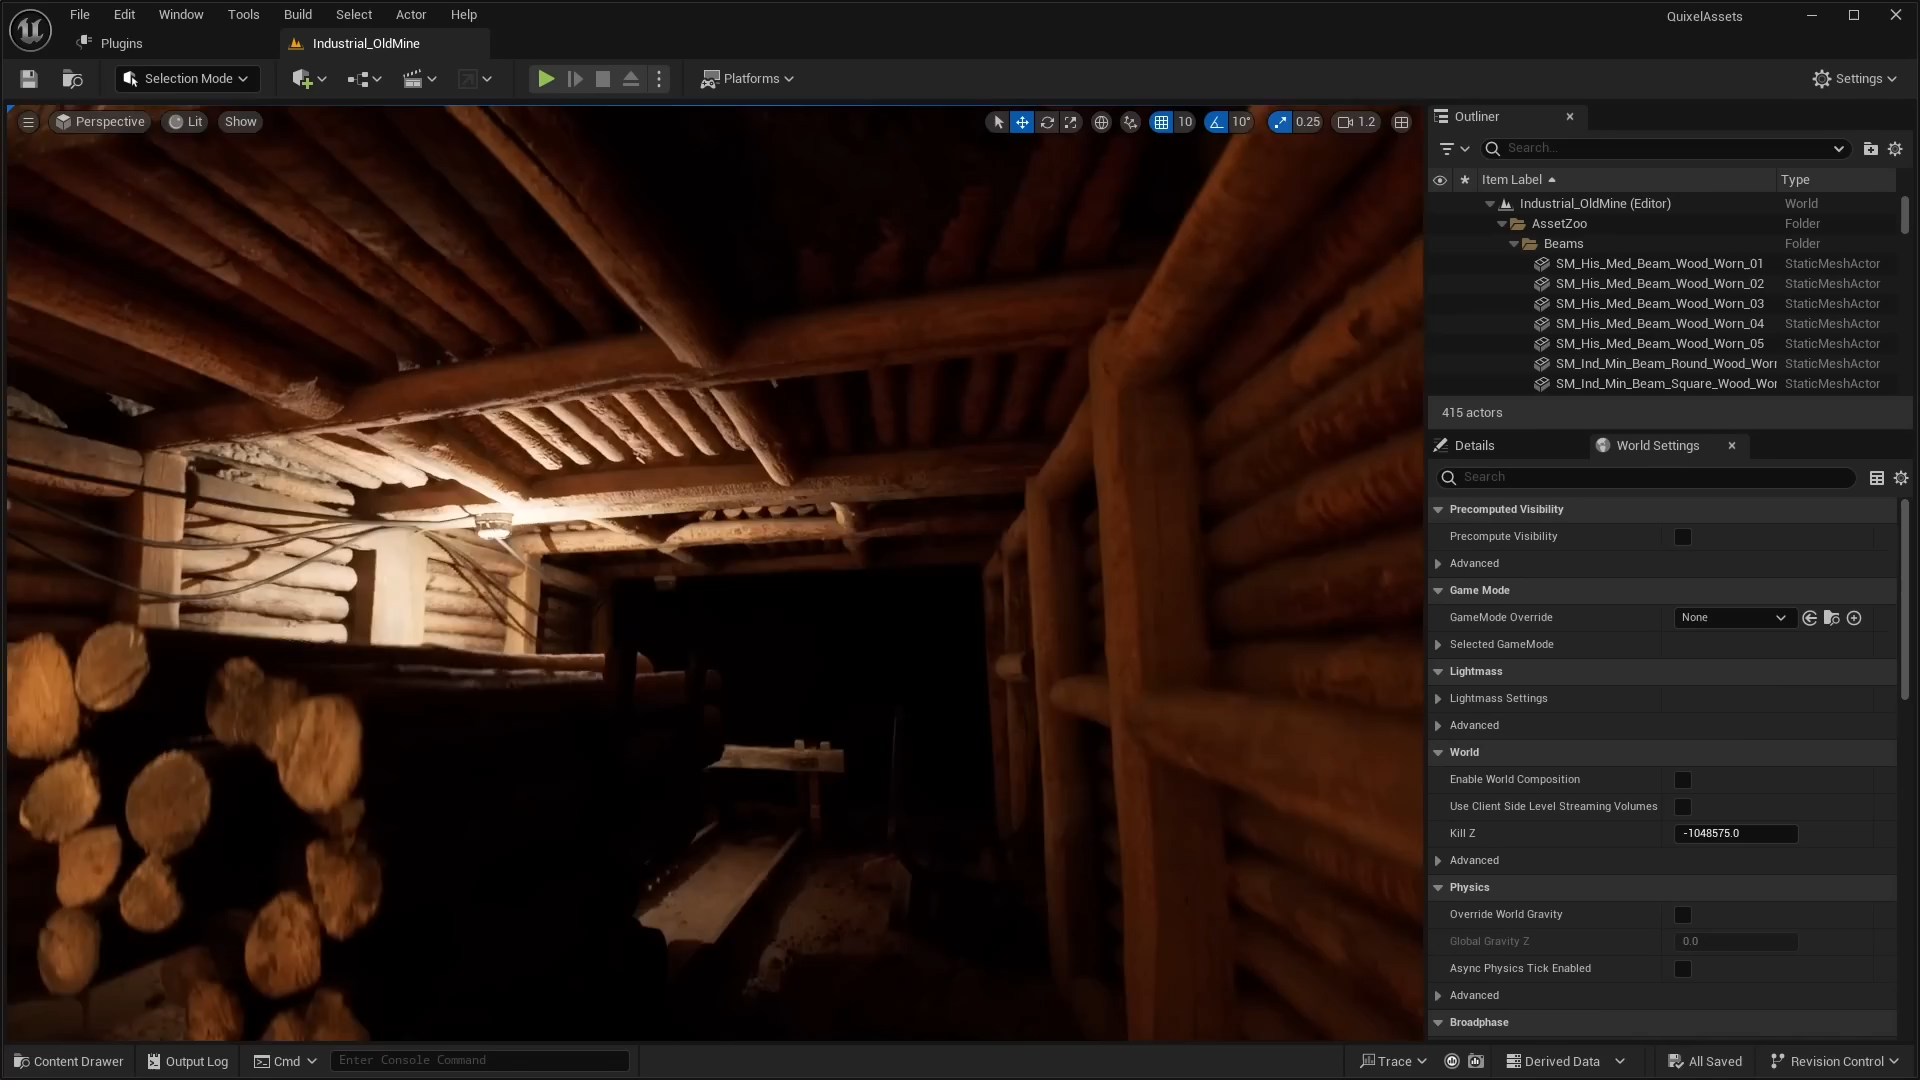 File Edit Window Tools Build Select Actor Help
QuixelAssets
Plugins
Industrial_OldMine
Selection Mode
Platforms
Settings
Perspective Lit Show
10 10° 0.25 1.2
Outliner
Search...
Item Label Type
Industrial_OldMine (Editor) World
AssetZoo Folder
Beams Folder
SM_His_Med_Beam_Wood_Worn_01 StaticMeshActor
SM_His_Med_Beam_Wood_Worn_02 StaticMeshActor
SM_His_Med_Beam_Wood_Worn_03 StaticMeshActor
SM_His_Med_Beam_Wood_Worn_04 StaticMeshActor
SM_His_Med_Beam_Wood_Worn_05 StaticMeshActor
SM_Ind_Min_Beam_Round_Wood_Worn StaticMeshActor
SM_Ind_Min_Beam_Square_Wood_Wor StaticMeshActor
415 actors
Details
World Settings
Search
Precomputed Visibility
Precompute Visibility
Advanced
Game Mode
GameMode Override None
Selected GameMode
Lightmass
Lightmass Settings
Advanced
World
Enable World Composition
Use Client Side Level Streaming Volumes
Kill Z -1048575.0
Advanced
Physics
Override World Gravity
Global Gravity Z 0.0
Async Physics Tick Enabled
Advanced
Broadphase
Content Drawer Output Log Cmd Enter Console Command
Trace Derived Data All Saved Revision Control